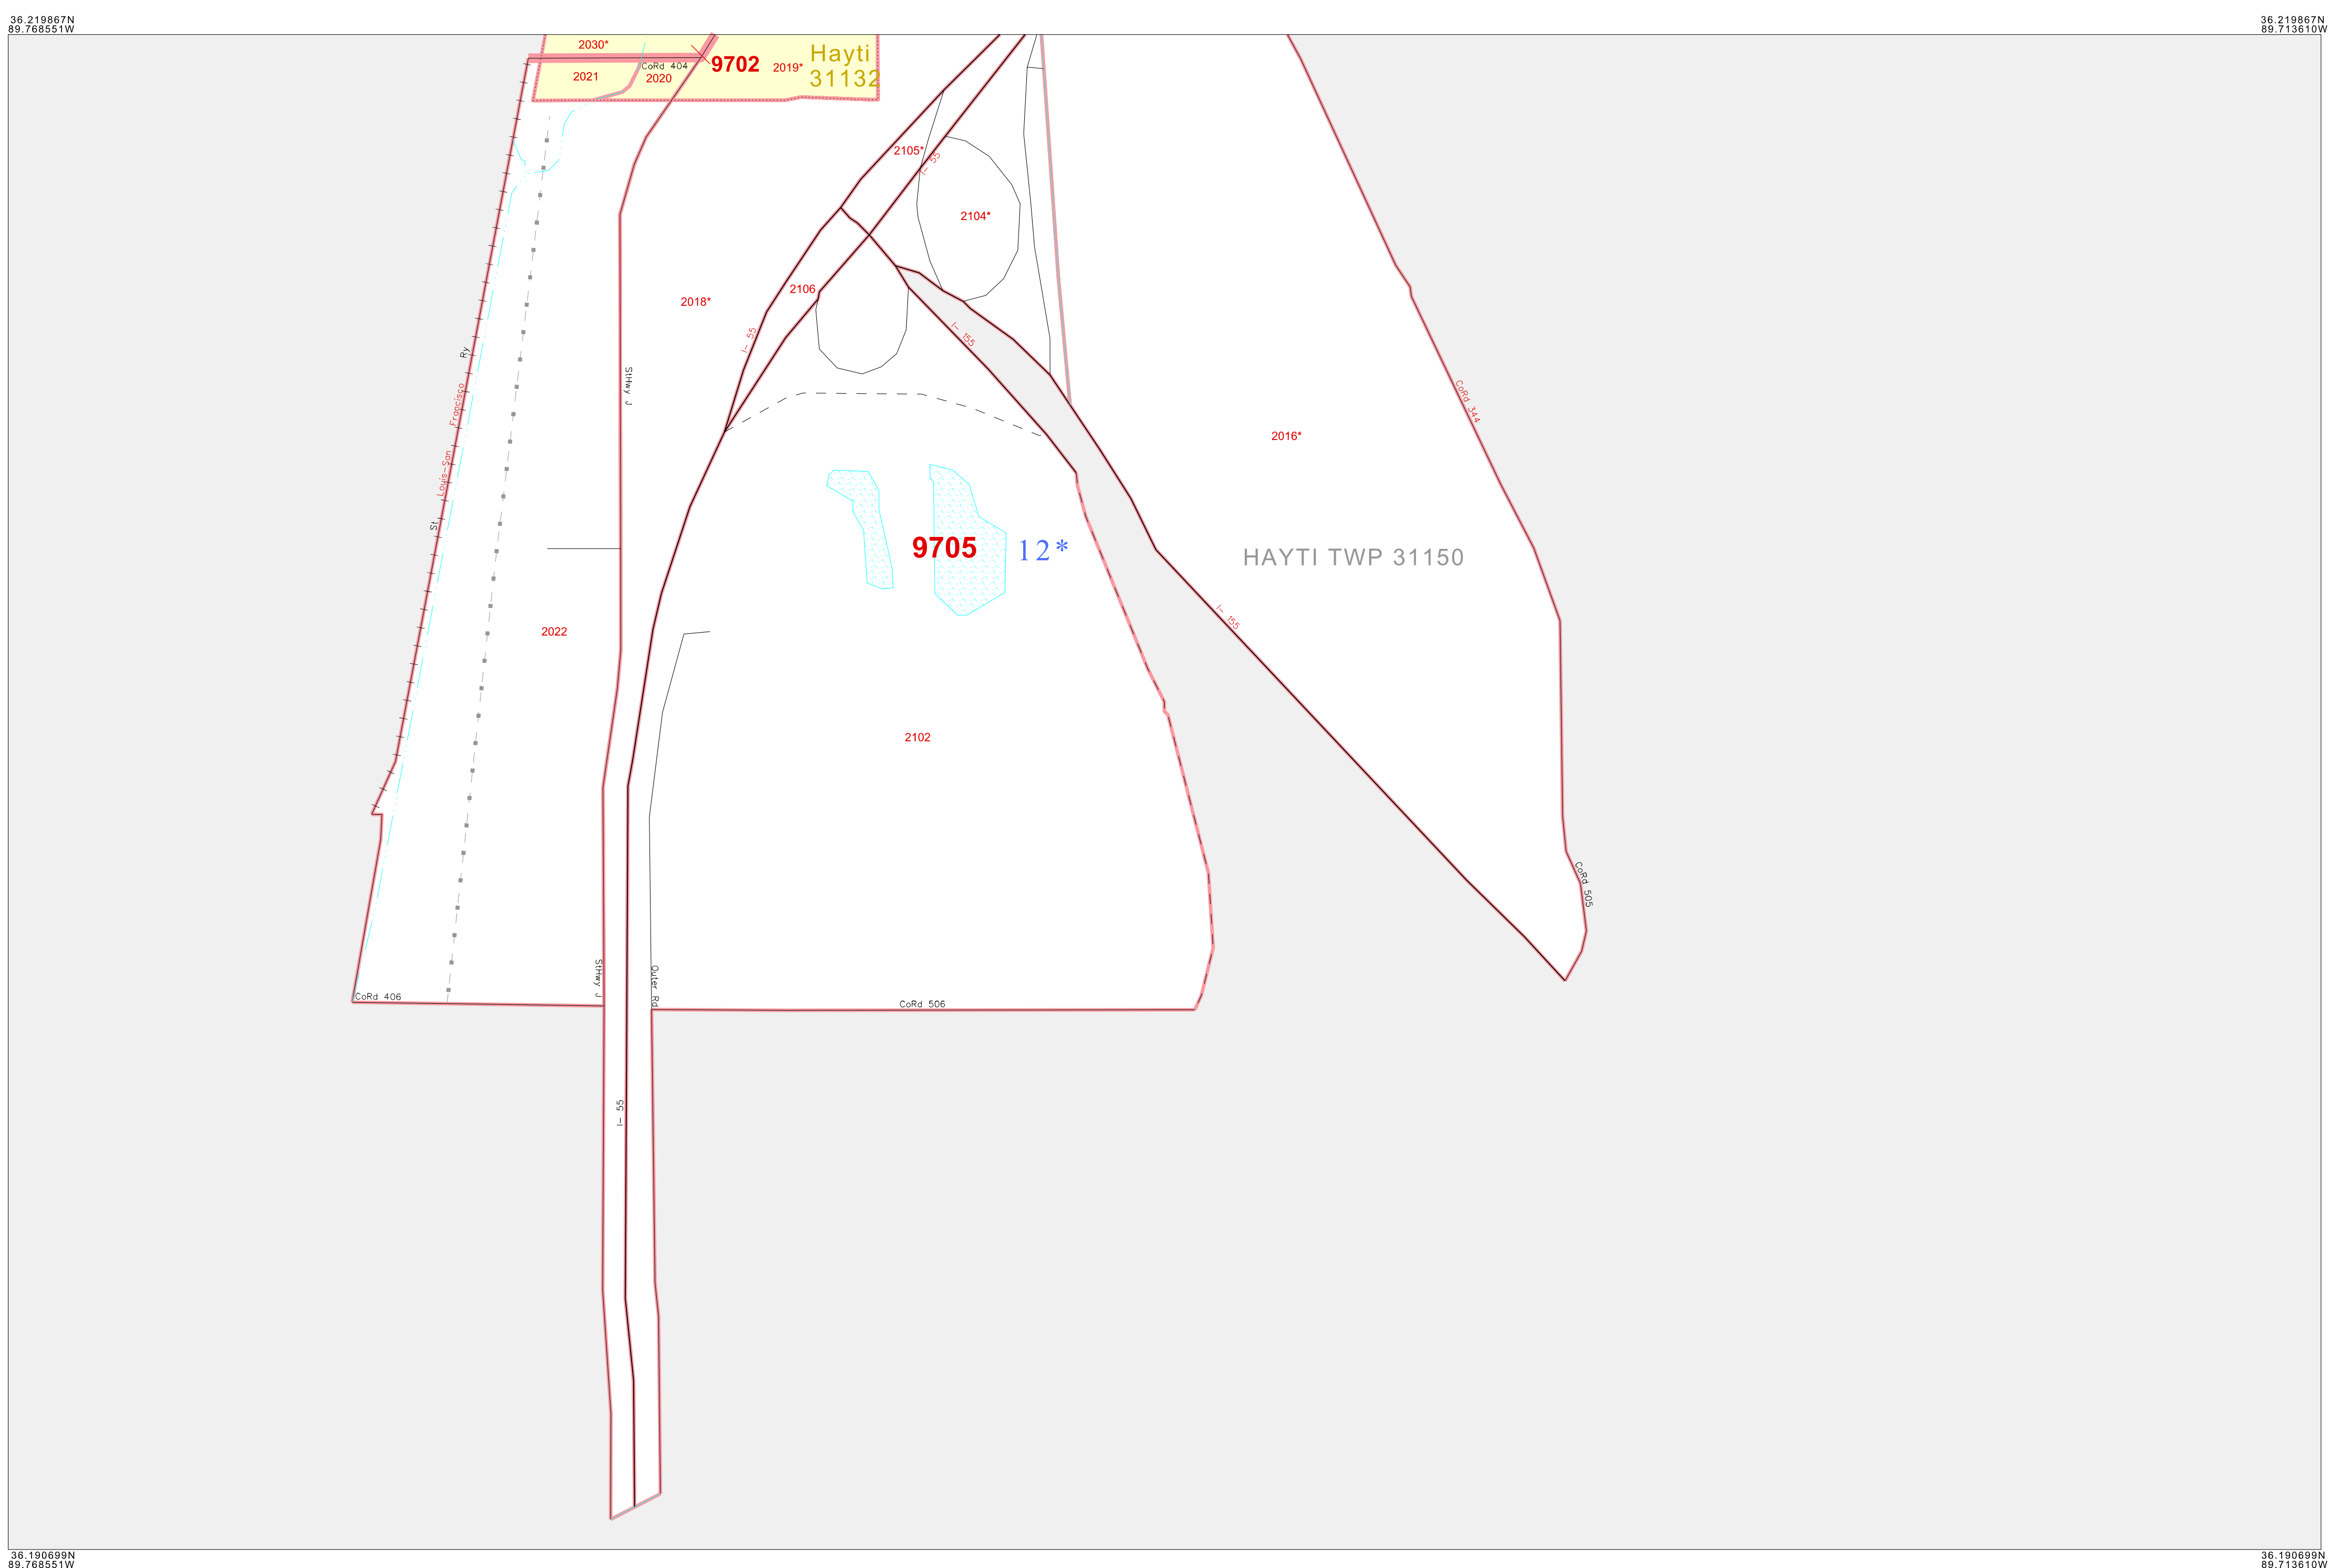 36.219867N
89.768551W
36.219867N
89.713610W
2030*
Hayti
31132
CoRd 404
9702
2019*
2021
2020
2105*
I- 55
2104*
2106
2018*
I- 55
I- 155
Ry
StHwy J
Francisco
CoRd 344
2016*
Louis-San
St
9705
12*
HAYTI TWP 31150
I- 155
2022
2102
CoRd 505
StHwy J
Outer Rd
CoRd 406
CoRd 506
I- 55
36.190699N
89.768551W
36.190699N
89.713610W